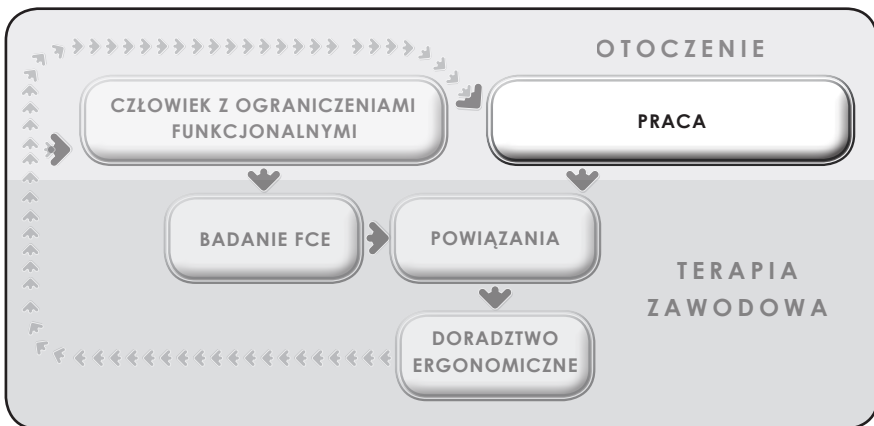 OTOCZENIE
CZŁOWIEK Z OGRANICZENIAMI
FUNKCJONALNYMI
PRACA
BADANIE FCE
POWIĄZANIA
TERAPIA
ZAWODOWA
DORADZTWO
ERGONOMICZNE